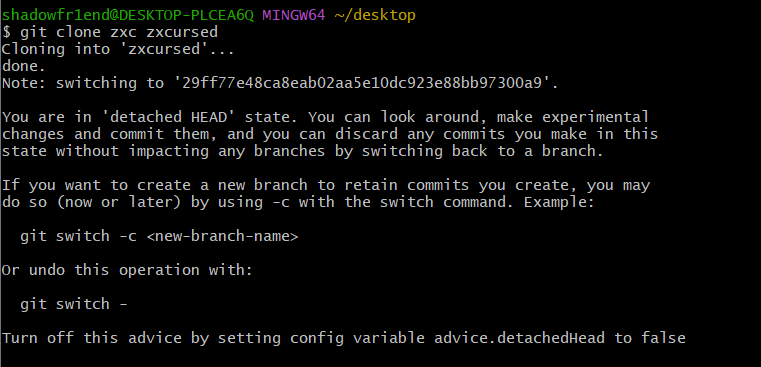 shadowfr1end@DESKTOP-PLCEA6Q MINGW64 ~/desktop
$ git clone zxc zxcursed
Cloning into 'zxcursed'...
done.
Note: switching to '29ff77e48ca8eab02aa5e10dc923e88bb97300a9'.

You are in 'detached HEAD' state. You can look around, make experimental
changes and commit them, and you can discard any commits you make in this
state without impacting any branches by switching back to a branch.

If you want to create a new branch to retain commits you create, you may
do so (now or later) by using -c with the switch command. Example:

  git switch -c <new-branch-name>

Or undo this operation with:

  git switch -

Turn off this advice by setting config variable advice.detachedHead to false